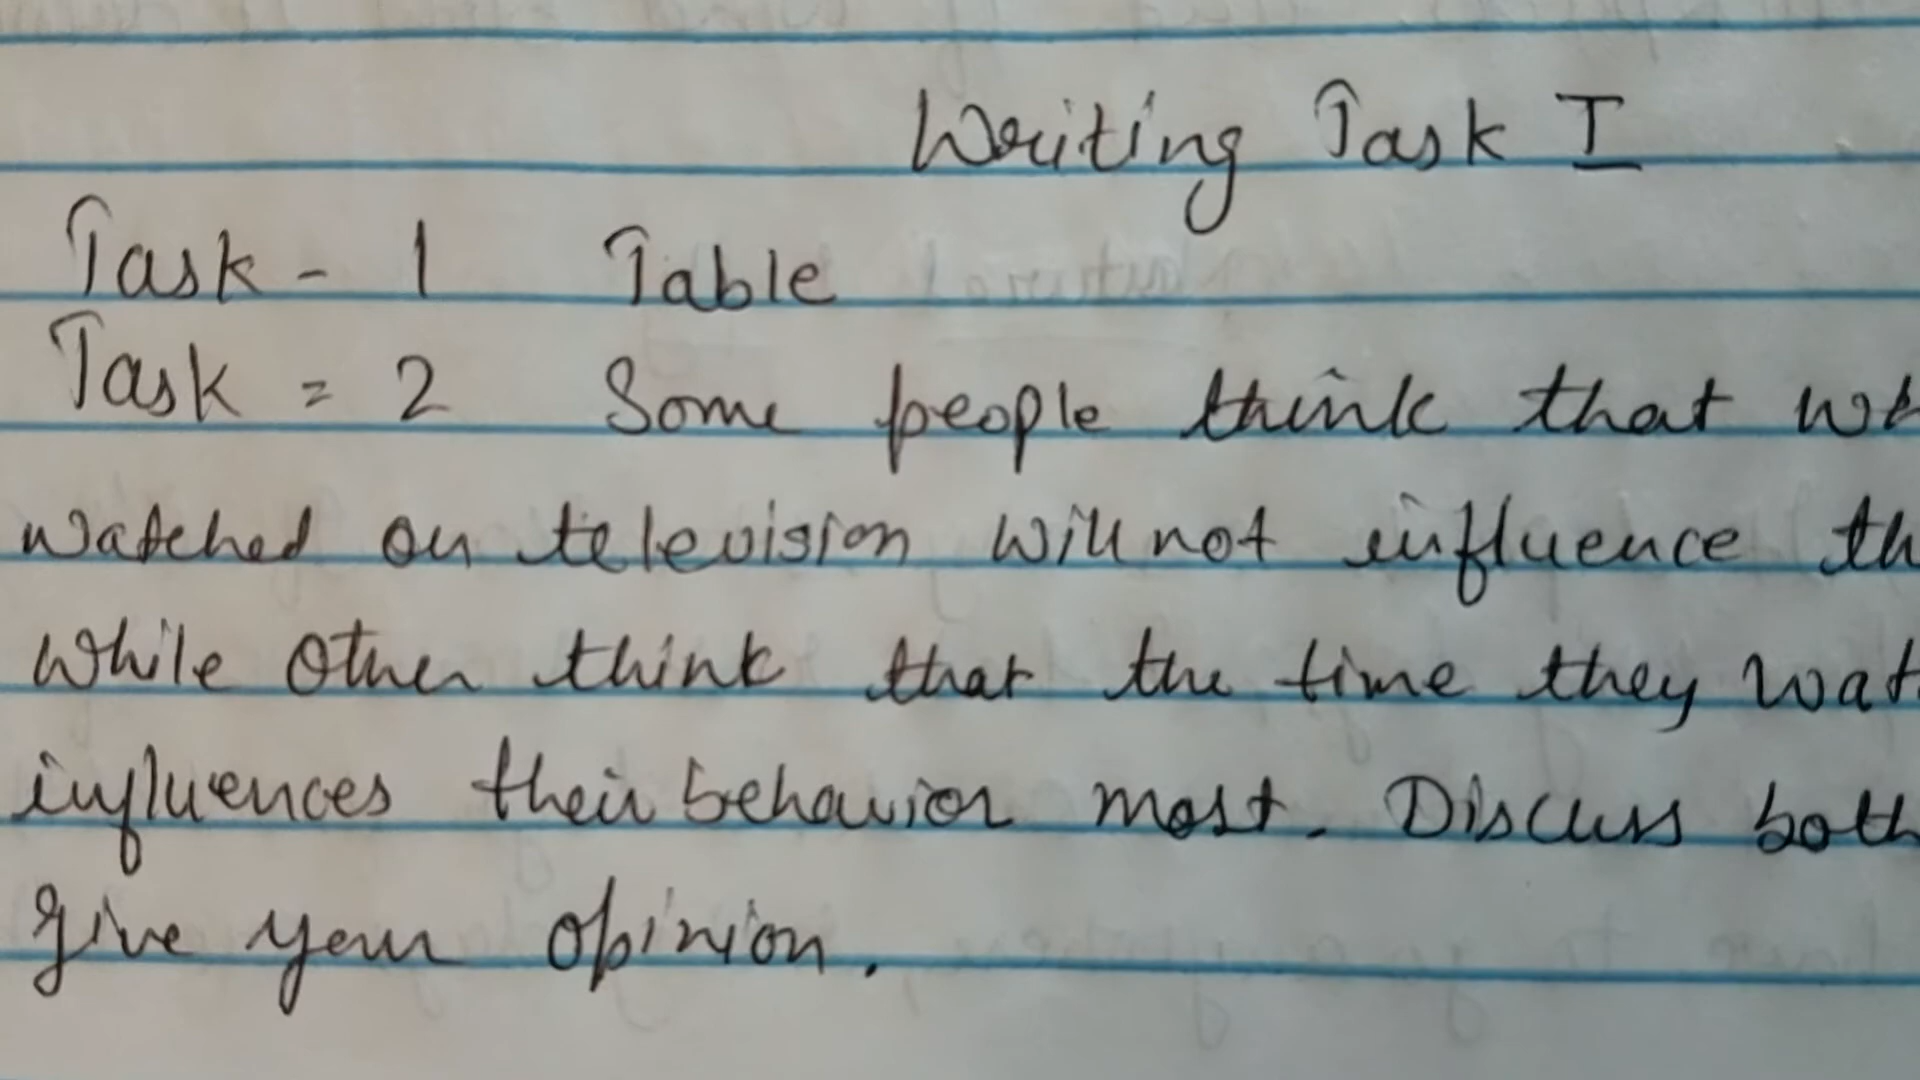 Writing Task I
Task - 1 Table
Task = 2 Some people think that
watched on television will not influence
while other think that the time they
influences their behavior most. Discuss both
give your opinion.